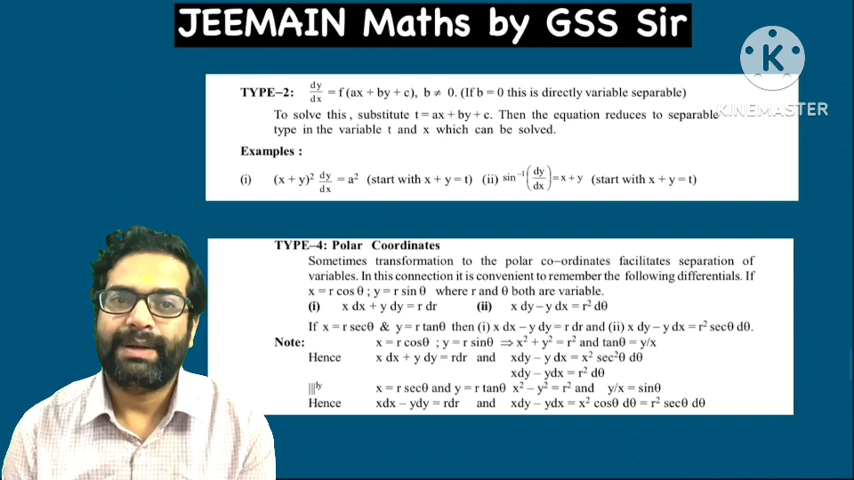 JEEMAIN Maths by GSS Sir
K
KINEMASTER
TYPE–2: dy/dx = f (ax + by + c), b ≠ 0. (If b = 0 this is directly variable separable)
To solve this, substitute t = ax + by + c. Then the equation reduces to separable
type in the variable t and x which can be solved.
Examples :
(i) (x + y)² dy/dx = a² (start with x + y = t) (ii) sin⁻¹(dy/dx) = x + y (start with x + y = t)
TYPE–4: Polar Coordinates
Sometimes transformation to the polar co–ordinates facilitates separation of
variables. In this connection it is convenient to remember the following differentials. If
x = r cos θ ; y = r sin θ where r and θ both are variable.
(i) x dx + y dy = r dr (ii) x dy – y dx = r² dθ
If x = r secθ & y = r tanθ then (i) x dx – y dy = r dr and (ii) x dy – y dx = r² secθ dθ.
Note: x = r cosθ ; y = r sinθ ⇒ x² + y² = r² and tanθ = y/x
Hence x dx + y dy = rdr and xdy – y dx = x² sec²θ dθ
xdy – ydx = r² dθ
|||ly x = r secθ and y = r tanθ x² – y² = r² and y/x = sinθ
Hence xdx – ydy = rdr and xdy – ydx = x² cosθ dθ = r² secθ dθ